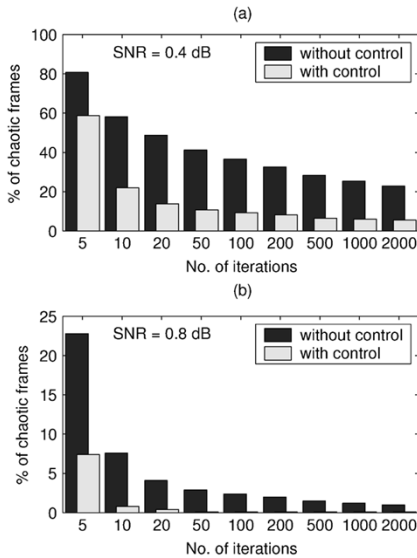 (a)
100
80
60
40
20
0
% of chaotic frames
SNR = 0.4 dB
without control
with control
5 10 20 50 100 200 500 1000 2000
No. of iterations
(b)
25
20
15
10
5
0
% of chaotic frames
SNR = 0.8 dB
without control
with control
5 10 20 50 100 200 500 1000 2000
No. of iterations